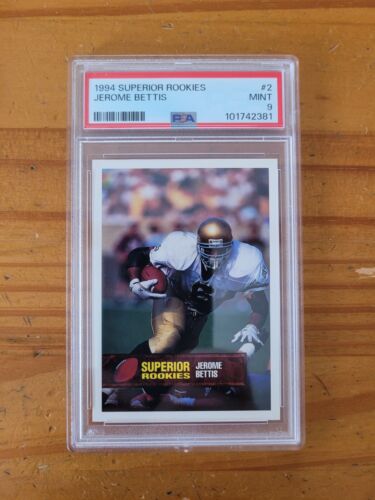 1994 SUPERIOR ROOKIES #2
JEROME BETTIS MINT
9
PSA 101742381
SUPERIOR
ROOKIES
JEROME
BETTIS